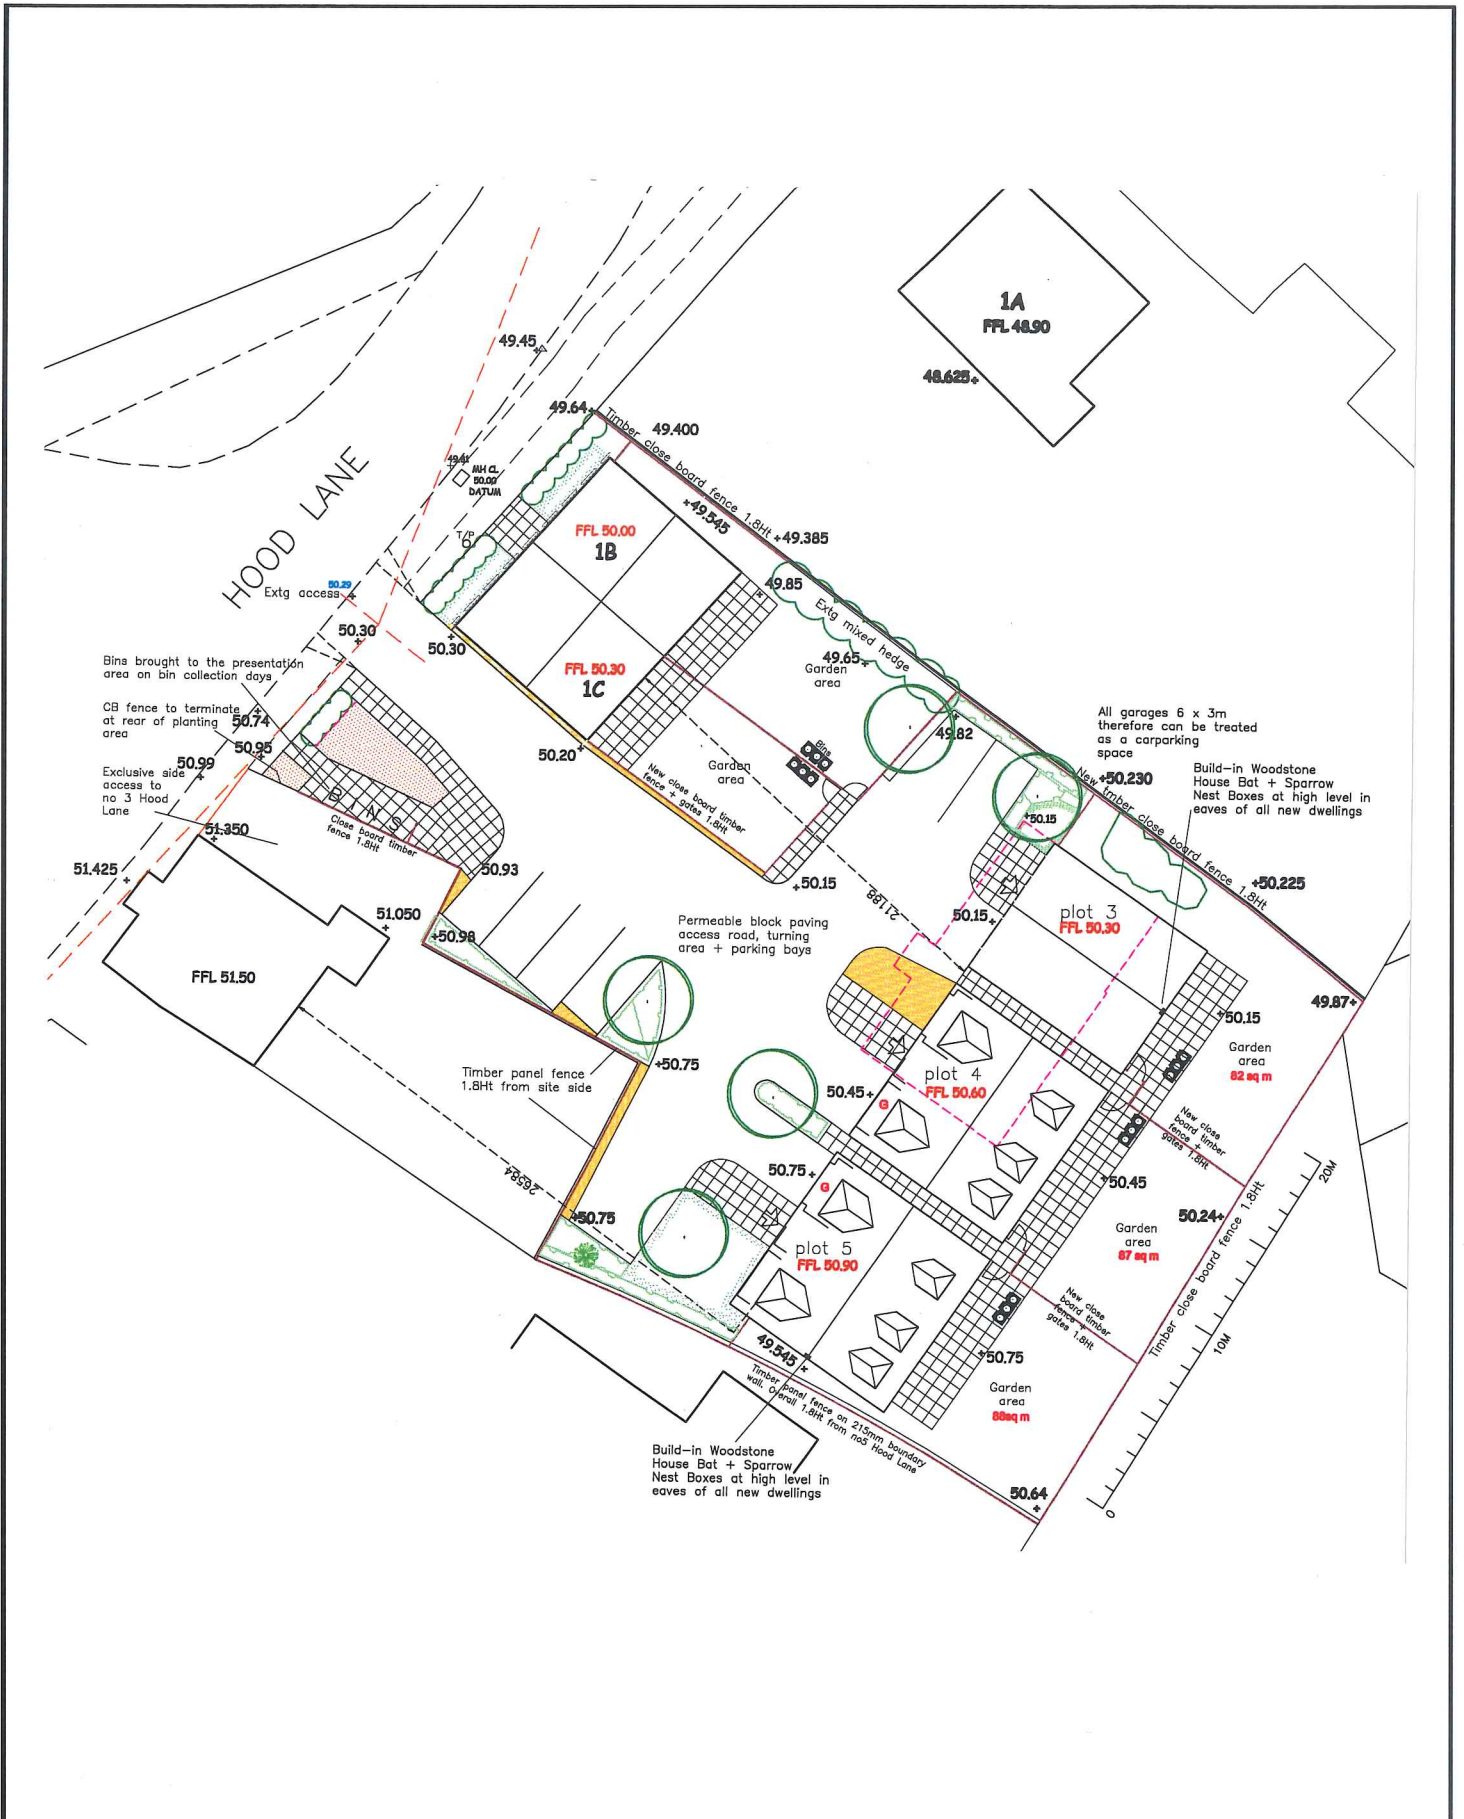 1A
FFL 48.90
48.625
49.45
49.64
Timber close board fence 1.8Ht
49.400
49.41
MH CL
50.00
DATUM
T/P
HOOD LANE
FFL 50.00
1B
49.545
49.385
49.85
Extg mixed hedge
50.29
Extg access
50.30
50.30
FFL 50.30
1C
49.65
Garden
area
Bins brought to the presentation
area on bin collection days
CB fence to terminate
at rear of planting
area
50.74
50.95
50.99
Exclusive side
access to
no 3 Hood
Lane
51.350
51.425
BINS
Close board timber
fence 1.8Ht
50.20
New close board timber
fence + gates 1.8Ht
Garden
area
Bins
49.82
All garages 6 x 3m
therefore can be treated
as a carparking
space
New tmber close board fence 1.8Ht
50.230
Build-in Woodstone
House Bat + Sparrow
Nest Boxes at high level in
eaves of all new dwellings
50.15
50.225
50.93
50.15
51.050
50.98
21188
50.15
plot 3
FFL 50.30
Permeable block paving
access road, turning
area + parking bays
FFL 51.50
49.87
50.15
Garden
area
82 sq m
50.75
Timber panel fence
1.8Ht from site side
50.45
G
plot 4
FFL 50.60
New close
board timber
fence +
gates 1.8Ht
26584
50.75
G
50.45
20M
50.75
50.24
Garden
area
87 sq m
plot 5
FFL 50.90
Timber close board fence 1.8Ht
New close
board timber
fence +
gates 1.8Ht
10M
49.545
50.75
Timber panel fence on 215mm boundary
wall. Overall 1.8Ht from no5 Hood Lane
Garden
area
88sq m
Build-in Woodstone
House Bat + Sparrow
Nest Boxes at high level in
eaves of all new dwellings
50.64
0